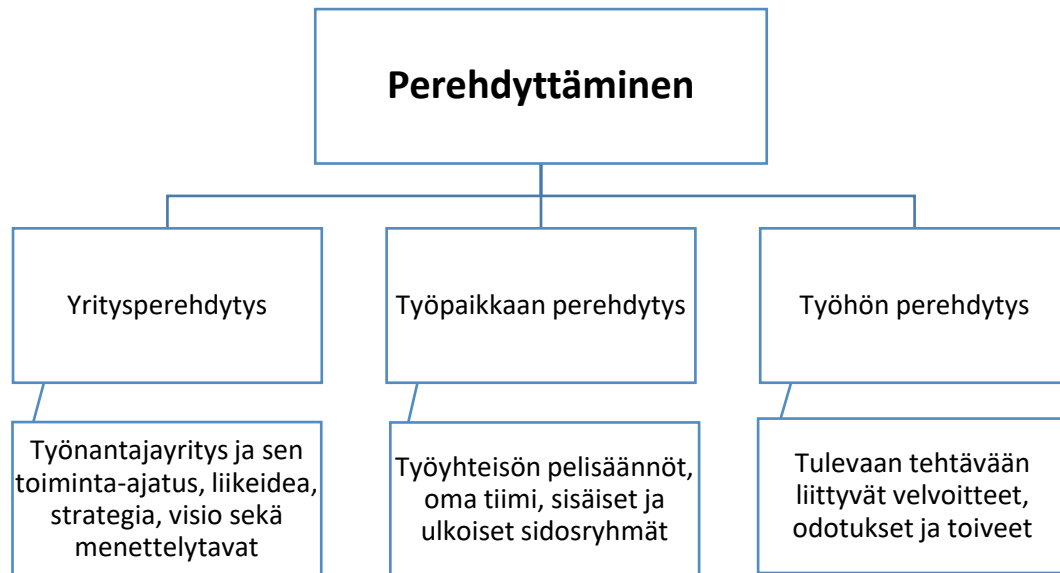 Perehdyttäminen
Yritysperehdytys
Työpaikkaan perehdytys
Työhön perehdytys
Työnantajayritys ja sen
toiminta-ajatus, liikeidea,
strategia, visio sekä
menettelytavat
Työyhteisön pelisäännöt,
oma tiimi, sisäiset ja
ulkoiset sidosryhmät
Tulevaan tehtävään
liittyvät velvoitteet,
odotukset ja toiveet